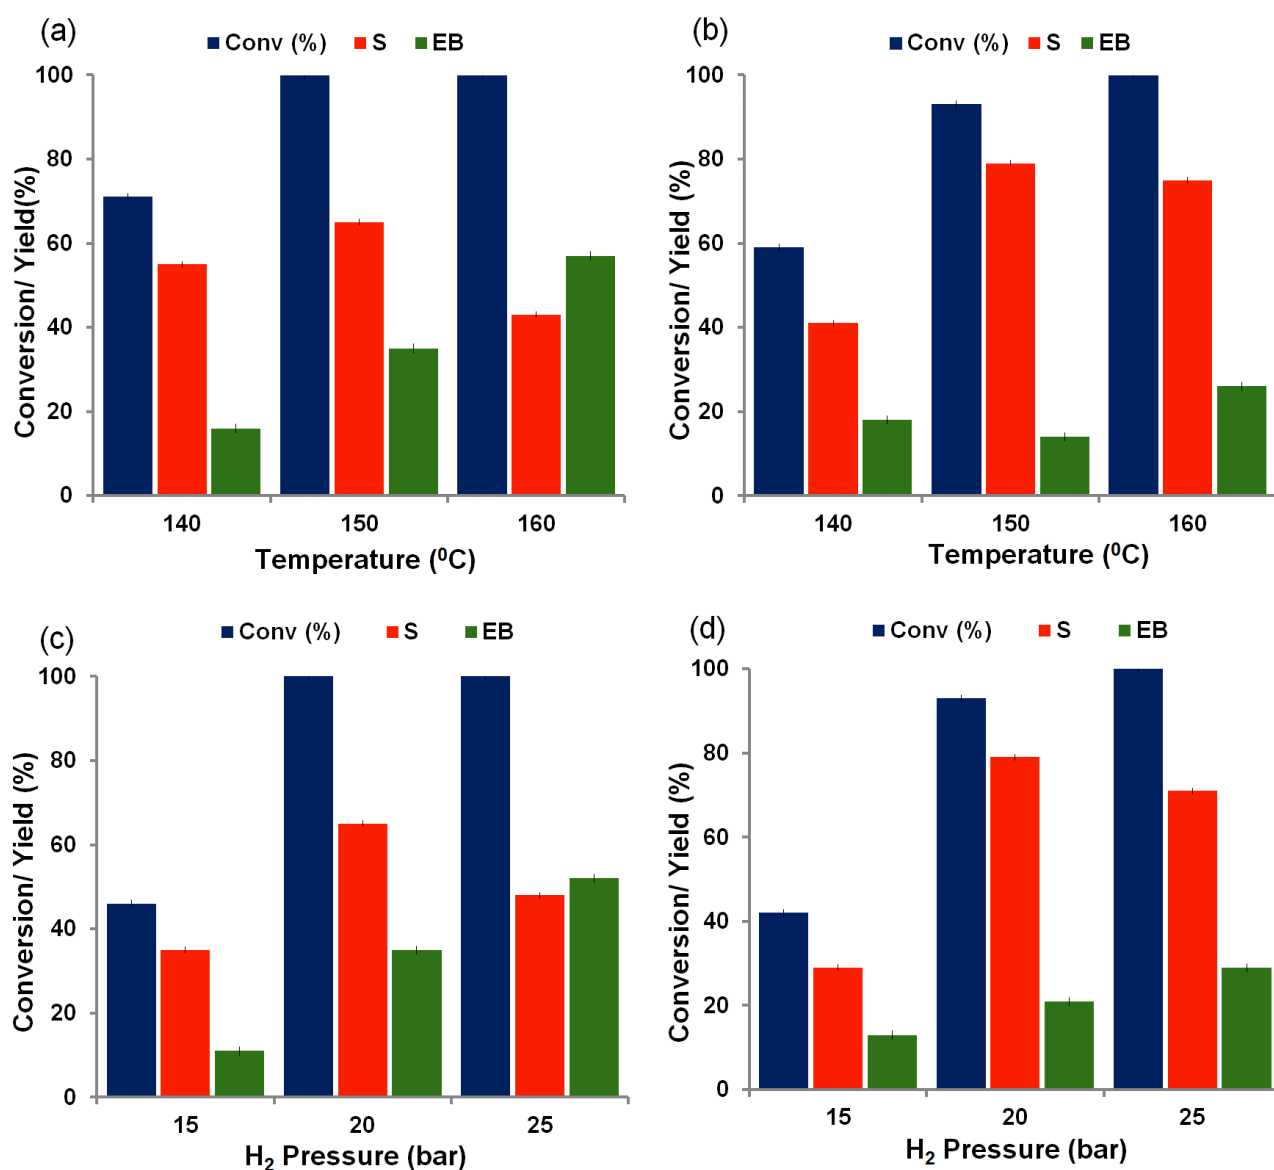 (a)
Conv (%) S EB
Conversion/ Yield(%)
100
80
60
40
20
0
140 150 160
Temperature (⁰C)
(b)
Conv (%) S EB
Conversion/ Yield (%)
100
80
60
40
20
0
140 150 160
Temperature (⁰C)
(c)
Conv (%) S EB
Conversion/ Yield (%)
100
80
60
40
20
0
15 20 25
H₂ Pressure (bar)
(d)
Conv (%) S EB
Conversion/ Yield (%)
100
80
60
40
20
0
15 20 25
H₂ Pressure (bar)